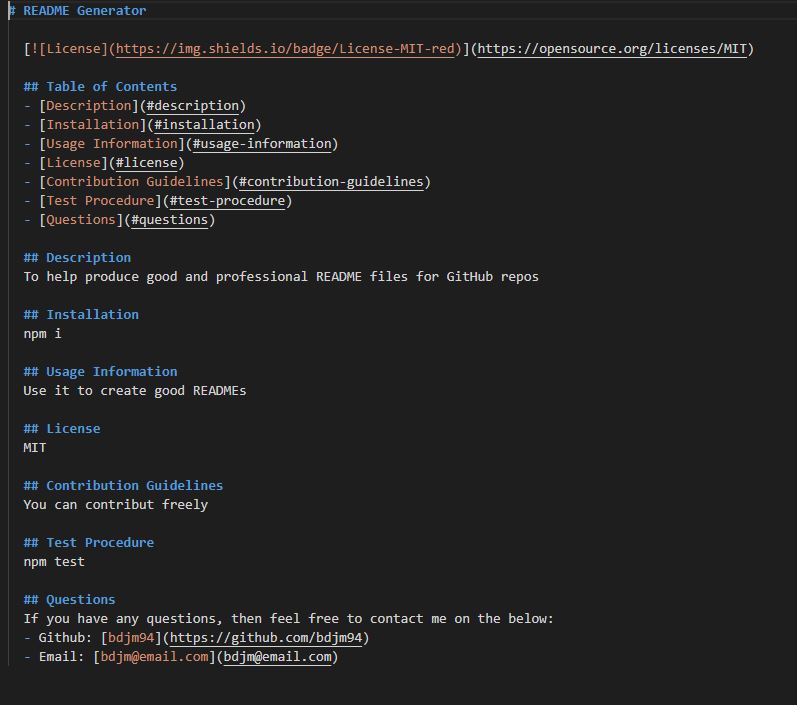 # README Generator
[![License](https://img.shields.io/badge/License-MIT-red)](https://opensource.org/licenses/MIT)
## Table of Contents
- [Description](#description)
- [Installation](#installation)
- [Usage Information](#usage-information)
- [License](#license)
- [Contribution Guidelines](#contribution-guidelines)
- [Test Procedure](#test-procedure)
- [Questions](#questions)
## Description
To help produce good and professional README files for GitHub repos
## Installation
npm i
## Usage Information
Use it to create good READMEs
## License
MIT
## Contribution Guidelines
You can contribut freely
## Test Procedure
npm test
## Questions
If you have any questions, then feel free to contact me on the below:
- Github: [bdjm94](https://github.com/bdjm94)
- Email: [bdjm@email.com](bdjm@email.com)